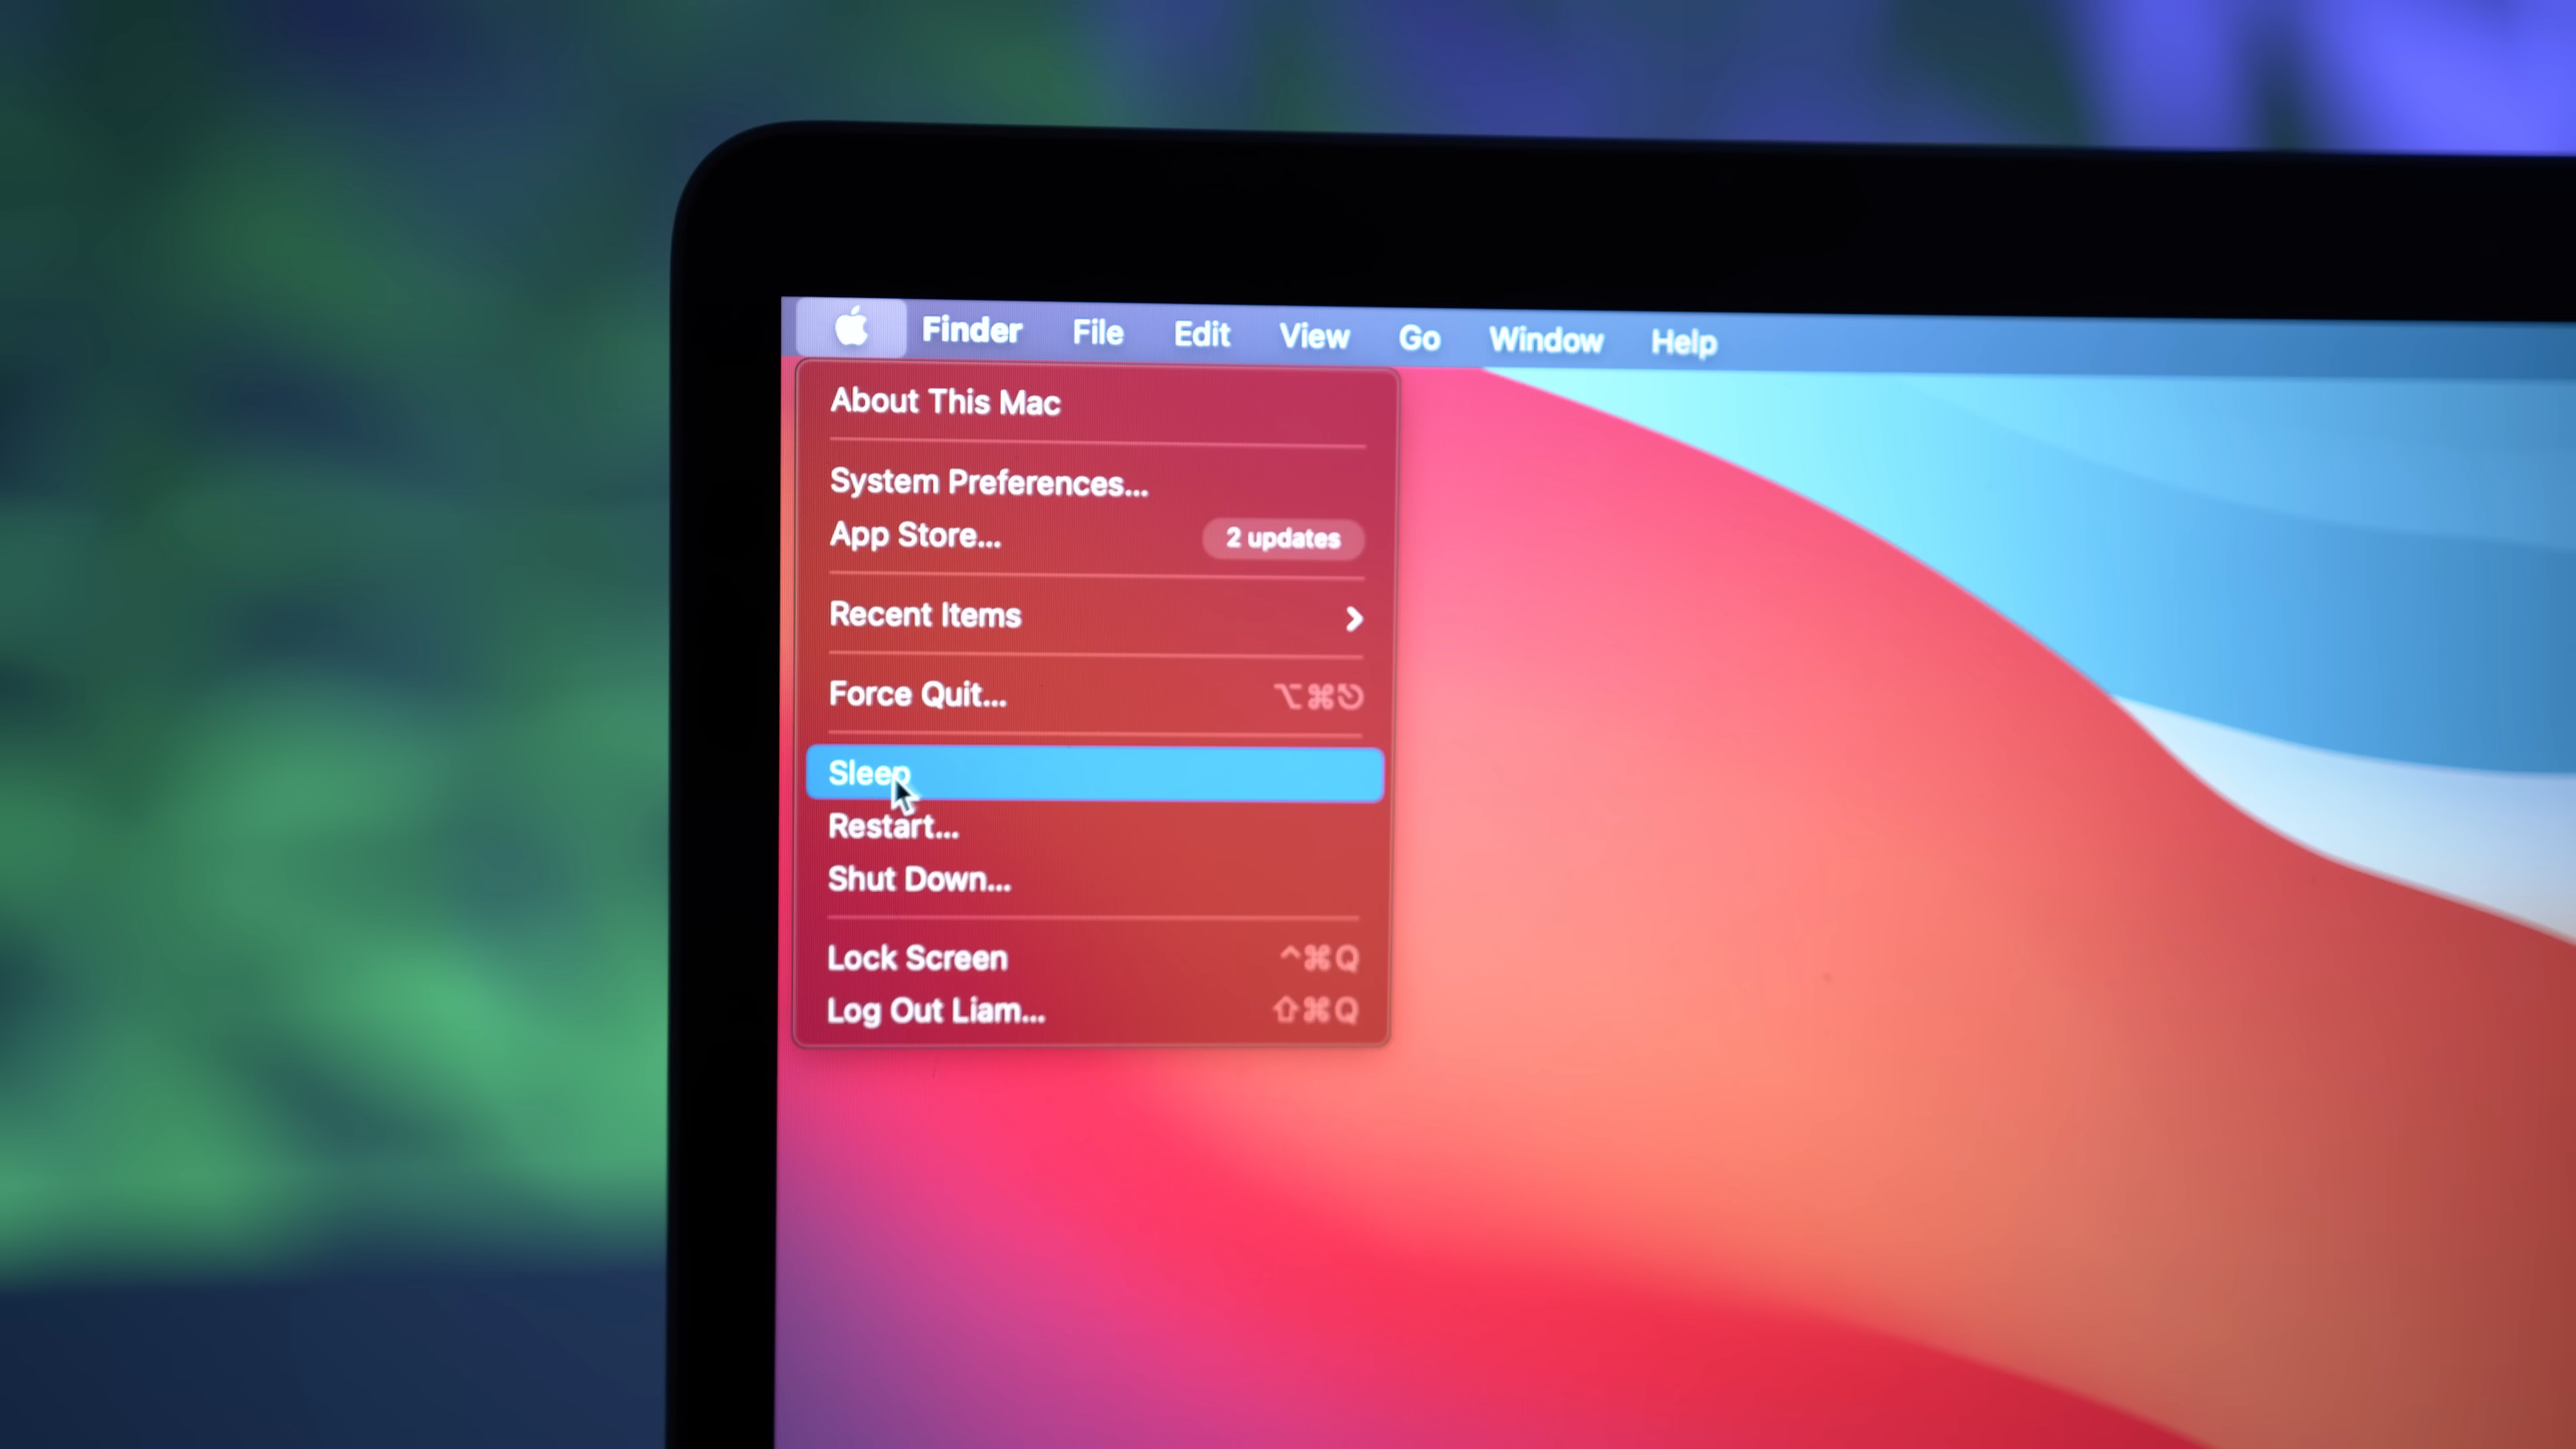 Finder File Edit View Go Window Help
About This Mac
System Preferences...
App Store... 2 updates
Recent Items
Force Quit... ⌥⌘⎋
Sleep
Restart...
Shut Down...
Lock Screen ^⌘Q
Log Out Liam... ⇧⌘Q